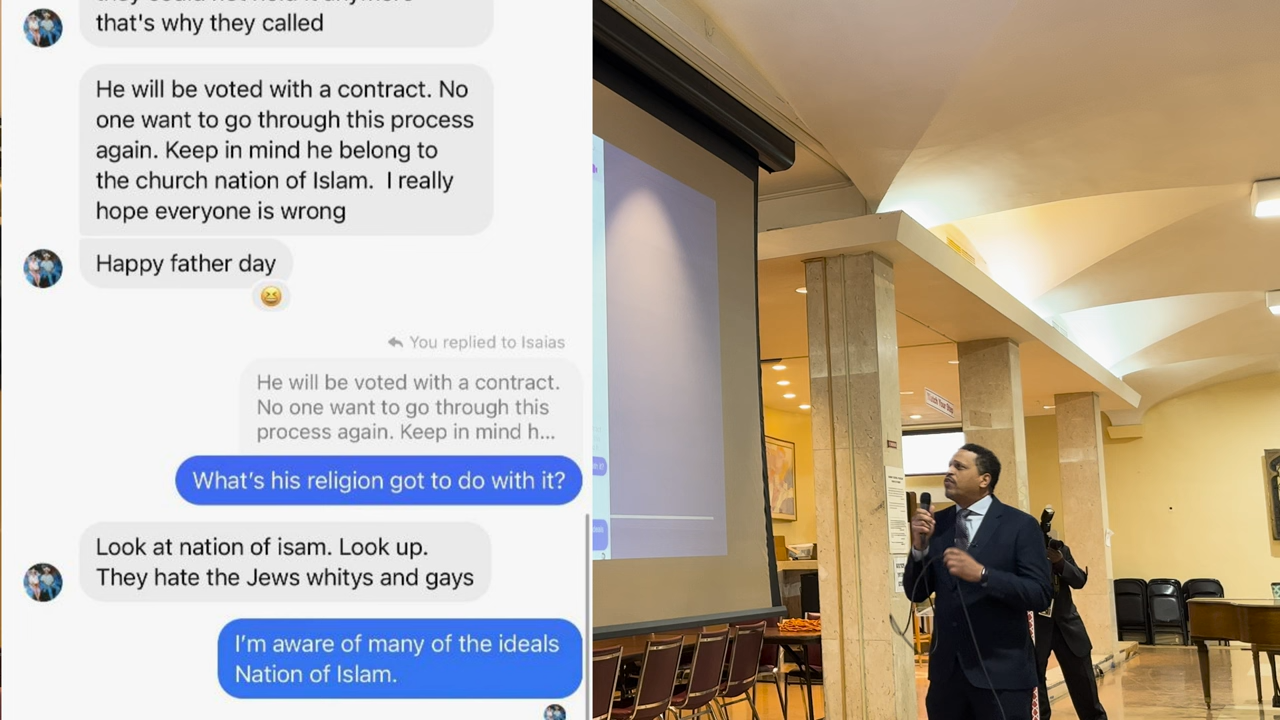 that's why they called
He will be voted with a contract. No
one want to go through this process
again. Keep in mind he belong to
the church nation of Islam.  I really
hope everyone is wrong
Happy father day
You replied to Isaias
He will be voted with a contract.
No one want to go through this
process again. Keep in mind h...
What's his religion got to do with it?
Look at nation of isam. Look up.
They hate the Jews whitys and gays
I'm aware of many of the ideals
Nation of Islam.